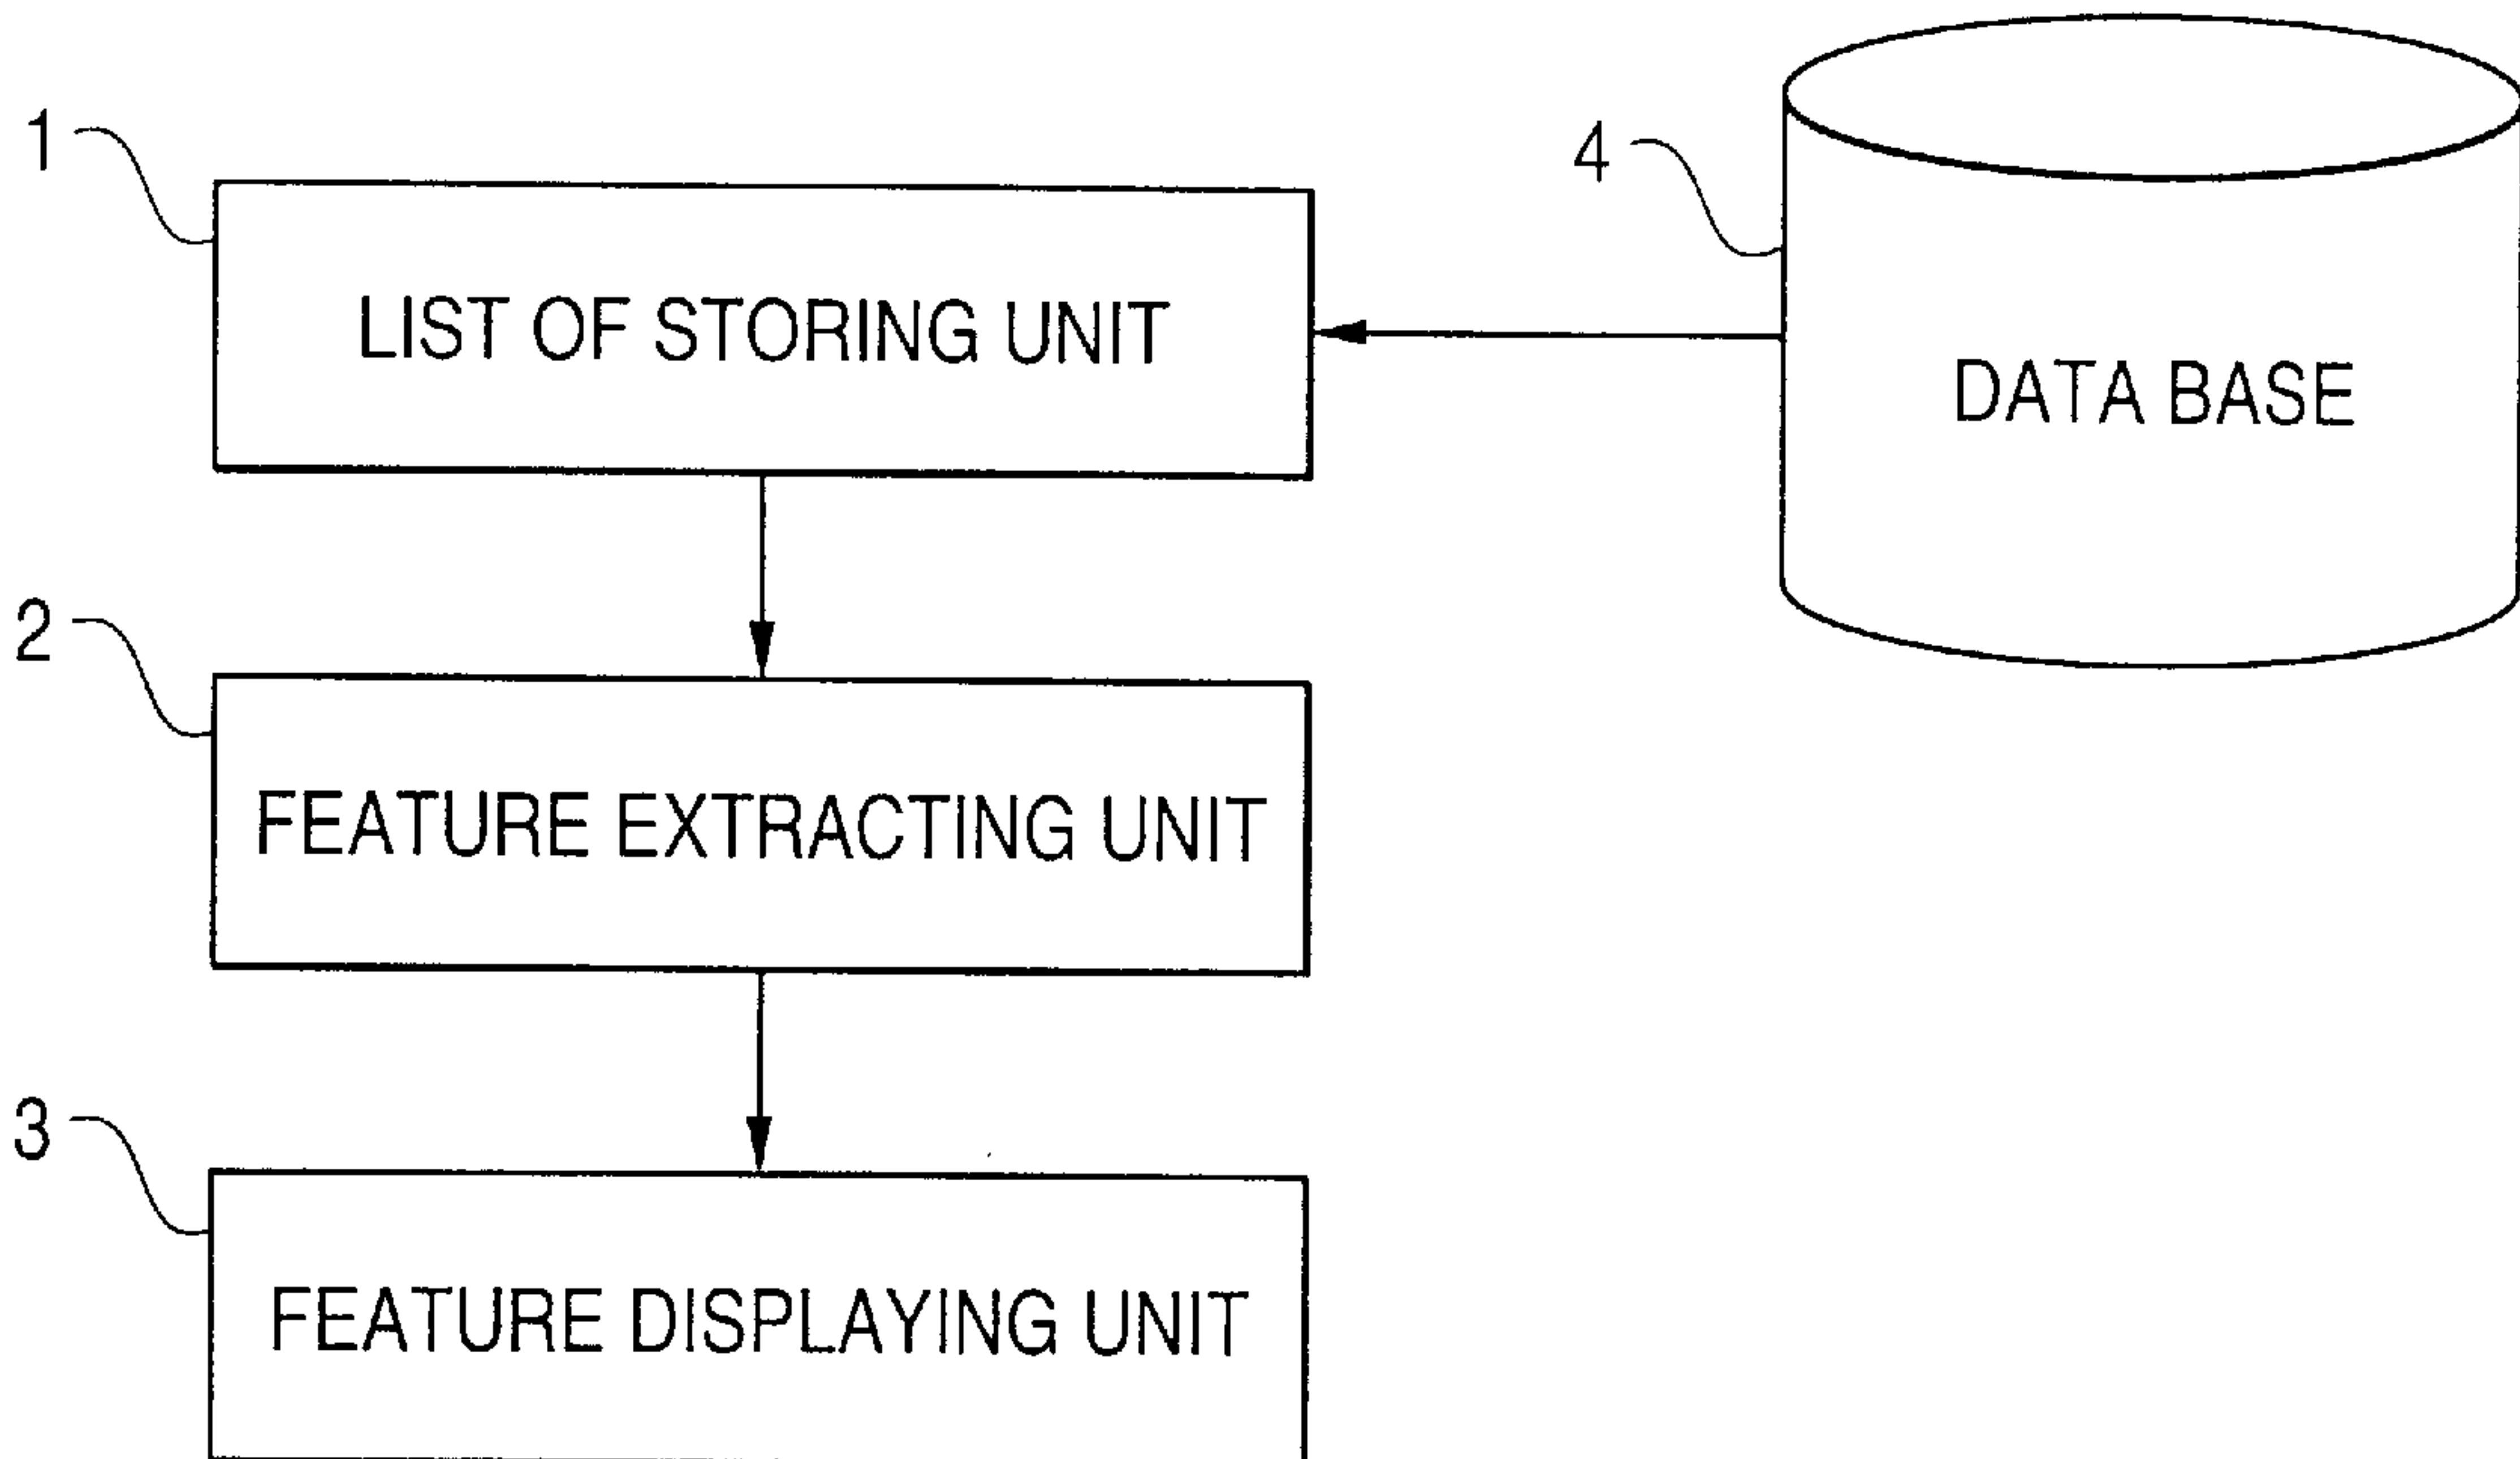 1
4
LIST OF STORING UNIT
DATA BASE
2
FEATURE EXTRACTING UNIT
3
FEATURE DISPLAYING UNIT